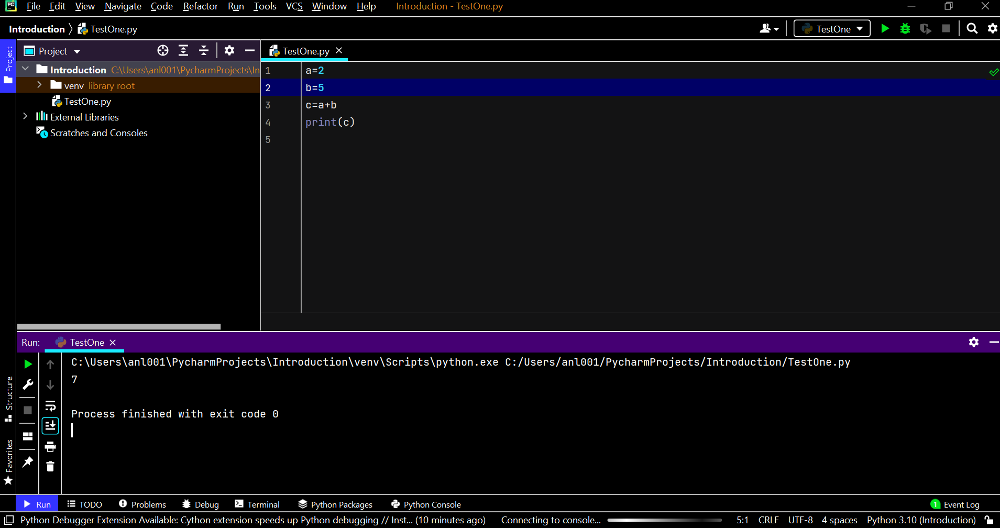 PC File Edit View Navigate Code Refactor Run Tools VCS Window Help Introduction - TestOne.py
Introduction TestOne.py TestOne
Project
Project
TestOne.py
Introduction C:\Users\anl001\PycharmProjects\In
venv library root
TestOne.py
External Libraries
Scratches and Consoles
1 a=2
2 b=5
3 c=a+b
4 print(c)
5
Run: TestOne
C:\Users\anl001\PycharmProjects\Introduction\venv\Scripts\python.exe C:/Users/anl001/PycharmProjects/Introduction/TestOne.py
7
Process finished with exit code 0
Structure
Favorites
Run TODO Problems Debug Terminal Python Packages Python Console 1 Event Log
Python Debugger Extension Available: Cython extension speeds up Python debugging // Inst... (10 minutes ago) Connecting to console... 5:1 CRLF UTF-8 4 spaces Python 3.10 (Introduction)